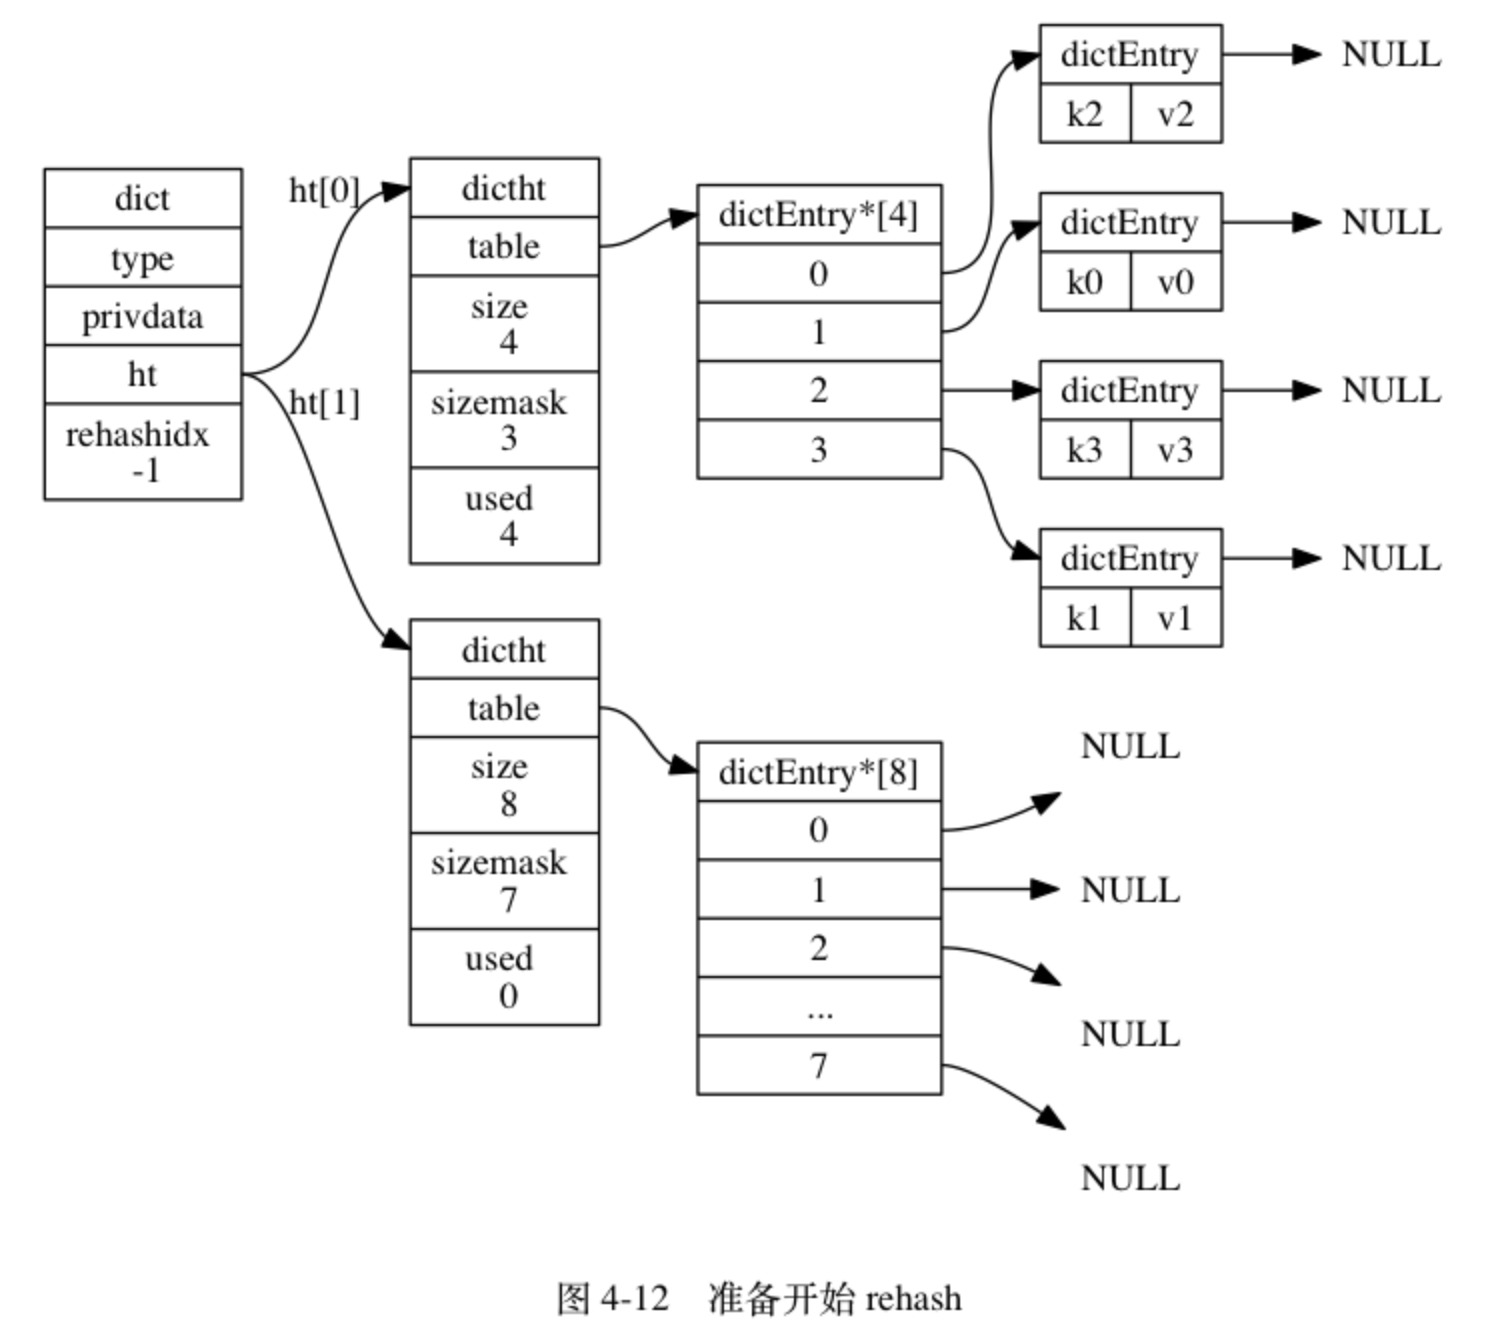 dict
type
privdata
ht
rehashidx
-1
ht[0]
ht[1]
dictht
table
size
4
sizemask
3
used
4
dictEntry*[4]
0
1
2
3
dictEntry
k2 v2
NULL
dictEntry
k0 v0
NULL
dictEntry
k3 v3
NULL
dictEntry
k1 v1
NULL
dictht
table
size
8
sizemask
7
used
0
dictEntry*[8]
0
1
2
...
7
NULL
NULL
NULL
NULL
图 4-12 准备开始 rehash